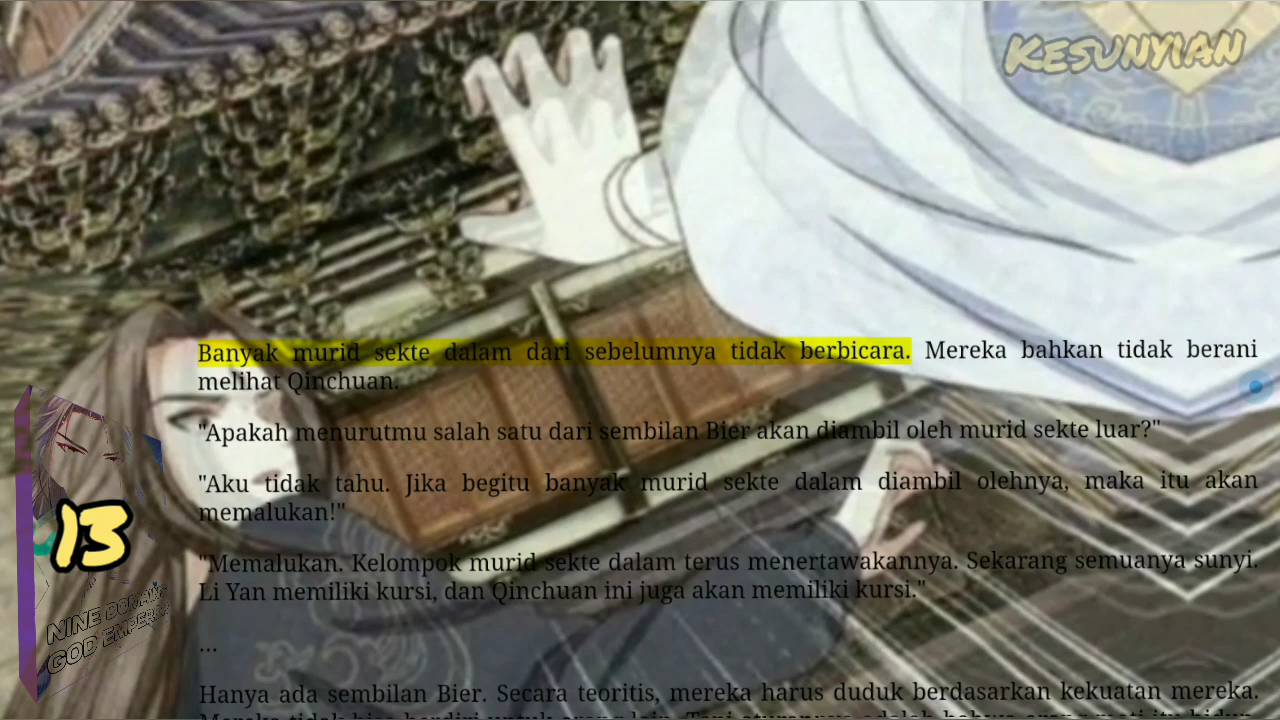 KESUNYIAN
Banyak murid sekte dalam dari sebelumnya tidak berbicara. Mereka bahkan tidak berani
melihat Qinchuan.
"Apakah menurutmu salah satu dari sembilan Bier akan diambil oleh murid sekte luar?"
"Aku tidak tahu. Jika begitu banyak murid sekte dalam diambil olehnya, maka itu akan
memalukan!"
"Memalukan. Kelompok murid sekte dalam terus menertawakannya. Sekarang semuanya sunyi.
Li Yan memiliki kursi, dan Qinchuan ini juga akan memiliki kursi."
...
13
NINE DOMAIN
GOD EMPEROR
Hanya ada sembilan Bier. Secara teoritis, mereka harus duduk berdasarkan kekuatan mereka.